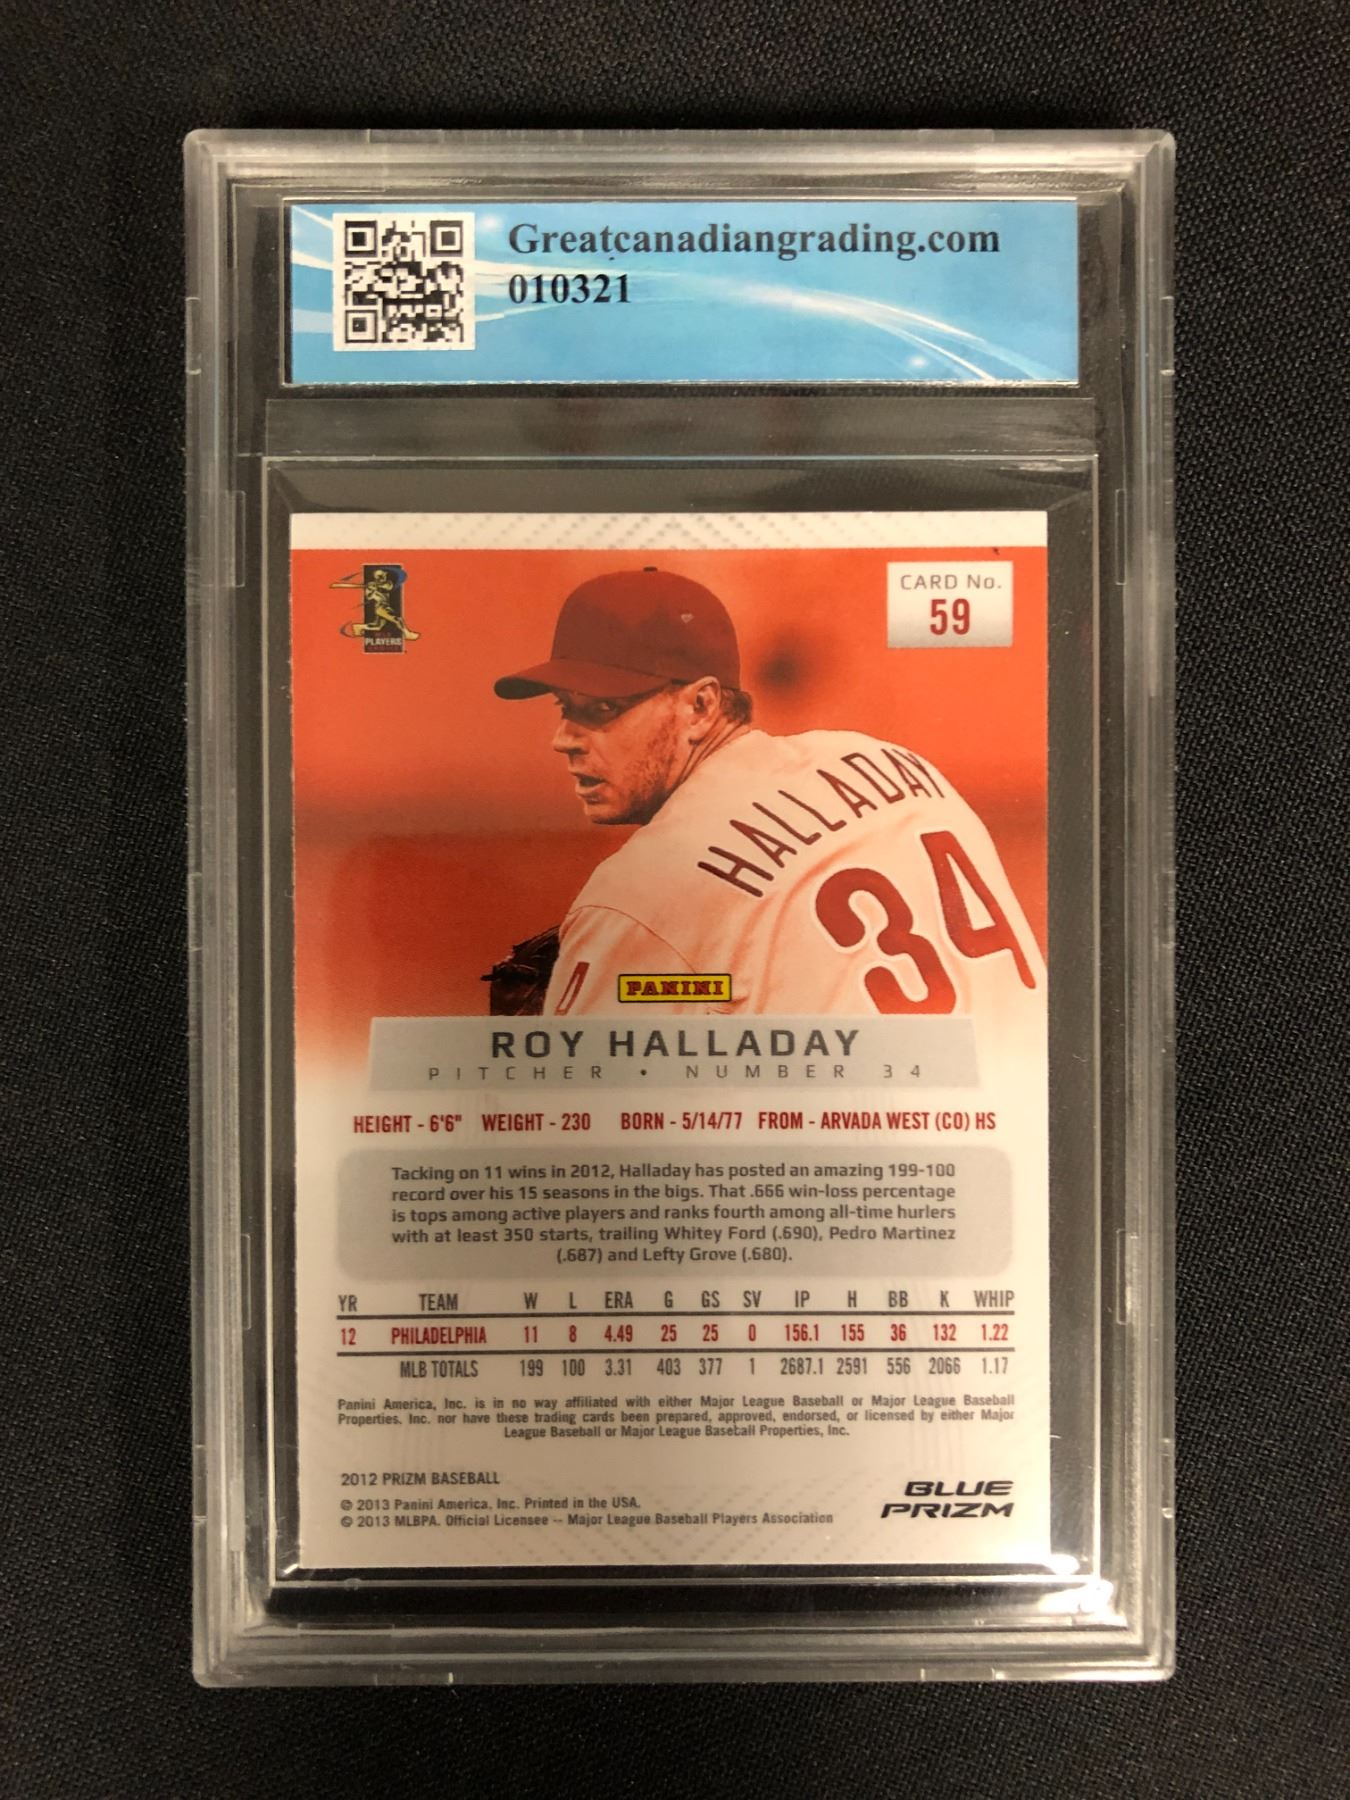 Greatcanadiangrading.com
010321
PLAYERS
CARD No.
59
HALLADAY
34
PANINI
ROY HALLADAY
PITCHER • NUMBER 34
HEIGHT - 6'6" WEIGHT - 230 BORN - 5/14/77 FROM - ARVADA WEST (CO) HS
Tacking on 11 wins in 2012, Halladay has posted an amazing 199-100
record over his 15 seasons in the bigs. That .666 win-loss percentage
is tops among active players and ranks fourth among all-time hurlers
with at least 350 starts, trailing Whitey Ford (.690), Pedro Martinez
(.687) and Lefty Grove (.680).
YR TEAM W L ERA G GS SV IP H BB K WHIP
12 PHILADELPHIA 11 8 4.49 25 25 0 156.1 155 36 132 1.22
MLB TOTALS 199 100 3.31 403 377 1 2687.1 2591 556 2066 1.17
Panini America, Inc. is in no way affiliated with either Major League Baseball or Major League Baseball
Properties, Inc. nor have these trading cards been prepared, approved, endorsed, or licensed by either Major
League Baseball or Major League Baseball Properties, Inc.
2012 PRIZM BASEBALL
© 2013 Panini America, Inc. Printed in the USA.
© 2013 MLBPA. Official Licensee -- Major League Baseball Players Association
BLUE
PRIZM